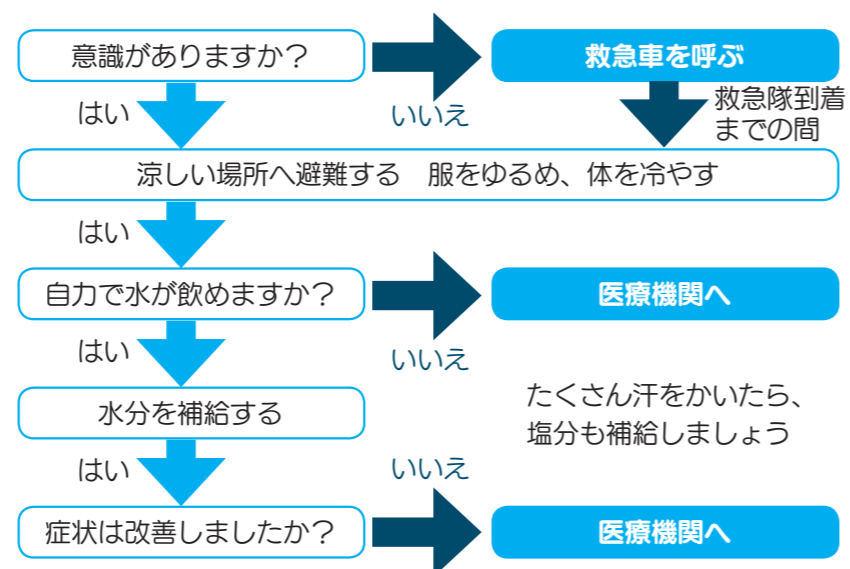 意識がありますか？
救急車を呼ぶ
はい
いいえ
救急隊到着
までの間
涼しい場所へ避難する　服をゆるめ、体を冷やす
はい
自力で水が飲めますか？
医療機関へ
はい
いいえ
水分を補給する
たくさん汗をかいたら、
塩分も補給しましょう
はい
いいえ
症状は改善しましたか？
医療機関へ